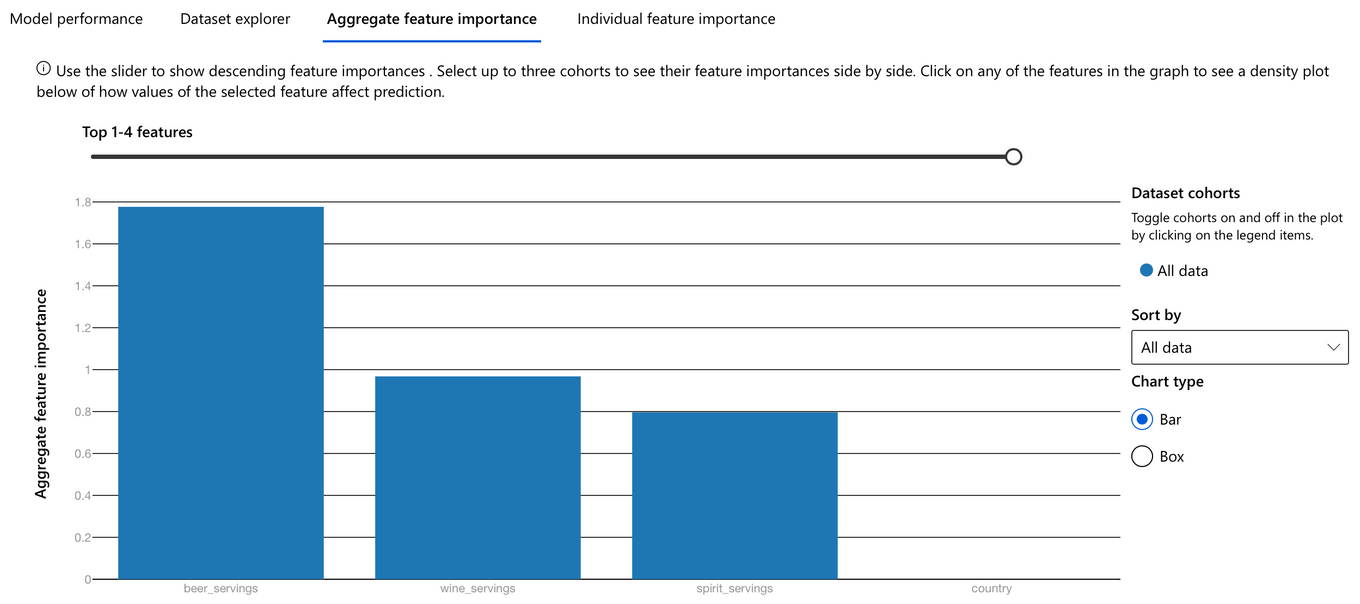 Model performance Dataset explorer Aggregate feature importance Individual feature importance
Use the slider to show descending feature importances . Select up to three cohorts to see their feature importances side by side. Click on any of the features in the graph to see a density plot
below of how values of the selected feature affect prediction.
Top 1-4 features
Aggregate feature importance
1.8
1.6
1.4
1.2
1
0.8
0.6
0.4
0.2
0
beer_servings wine_servings spirit_servings country
Dataset cohorts
Toggle cohorts on and off in the plot
by clicking on the legend items.
All data
Sort by
All data
Chart type
Bar
Box